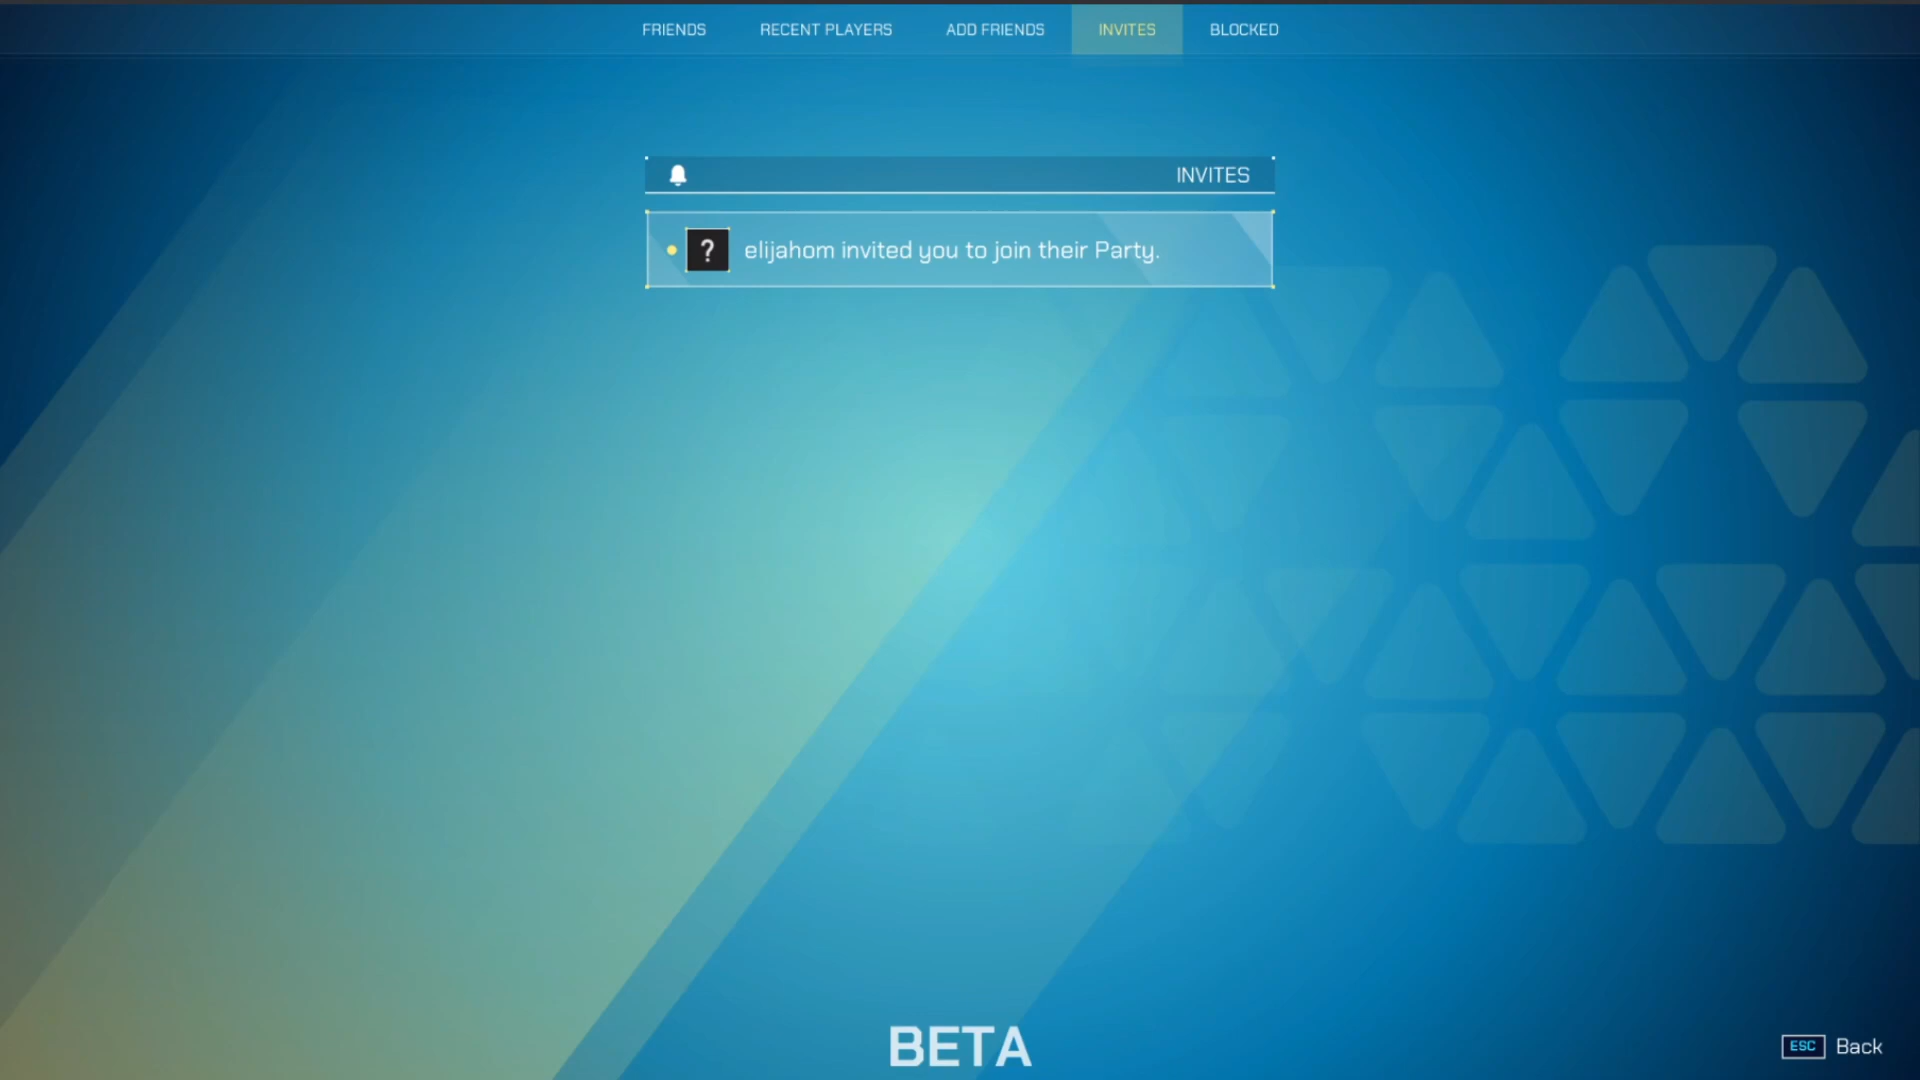 FRIENDS RECENT PLAYERS ADD FRIENDS INVITES BLOCKED
INVITES
? elijahom invited you to join their Party.
BETA
ESC Back